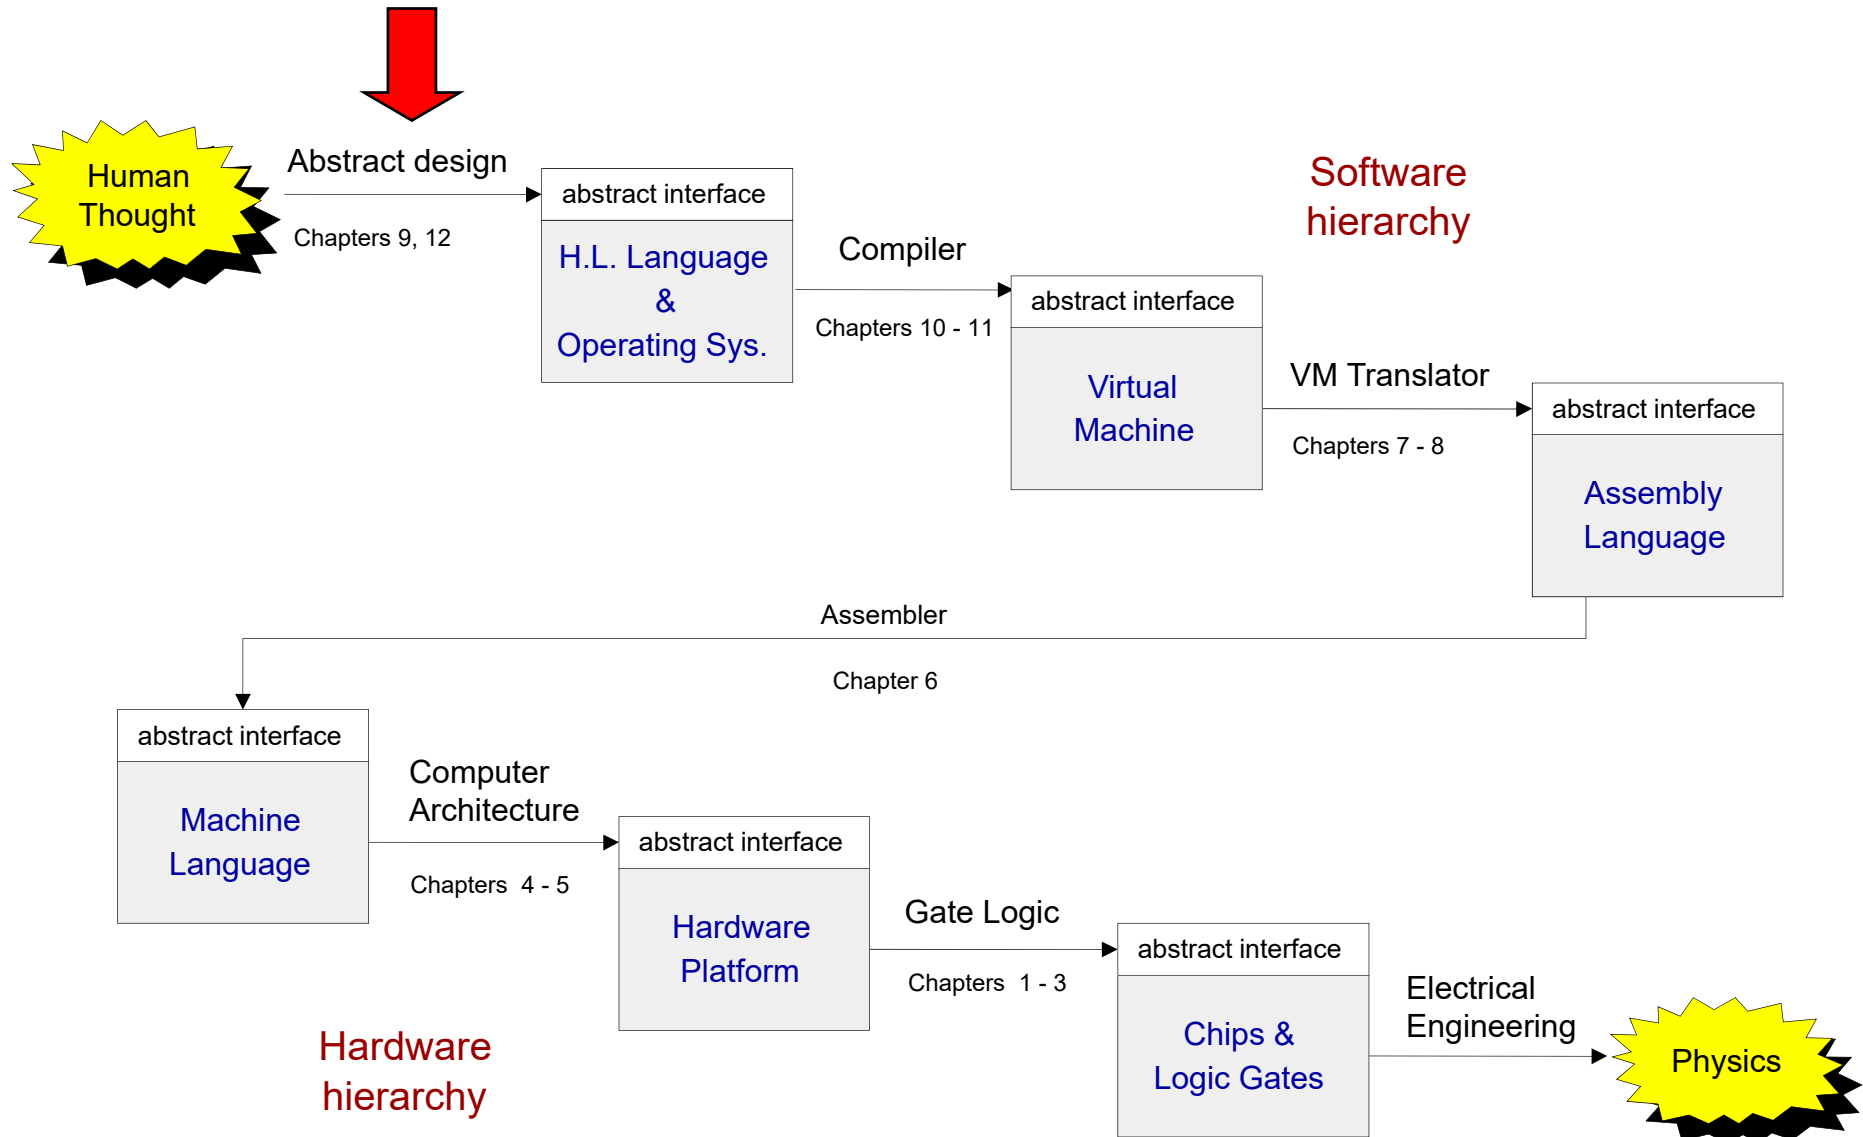 Human
Thought
Abstract design
Chapters 9, 12
abstract interface
H.L. Language
&
Operating Sys.
Software
hierarchy
Compiler
Chapters 10 - 11
abstract interface
Virtual
Machine
VM Translator
Chapters 7 - 8
abstract interface
Assembly
Language
Assembler
Chapter 6
abstract interface
Machine
Language
Computer
Architecture
Chapters 4 - 5
abstract interface
Hardware
Platform
Gate Logic
Chapters 1 - 3
abstract interface
Chips &
Logic Gates
Electrical
Engineering
Physics
Hardware
hierarchy